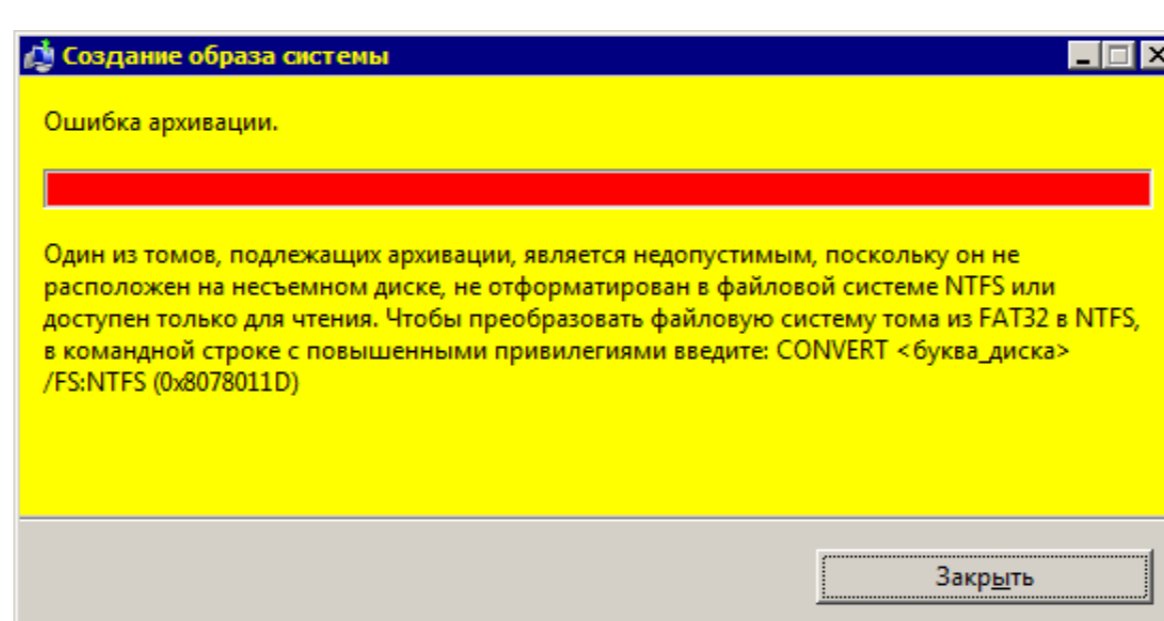 Создание образа системы
Ошибка архивации.
Один из томов, подлежащих архивации, является недопустимым, поскольку он не
расположен на несъемном диске, не отформатирован в файловой системе NTFS или
доступен только для чтения. Чтобы преобразовать файловую систему тома из FAT32 в NTFS,
в командной строке с повышенными привилегиями введите: CONVERT <буква_диска>
/FS:NTFS (0x8078011D)
Закрыть